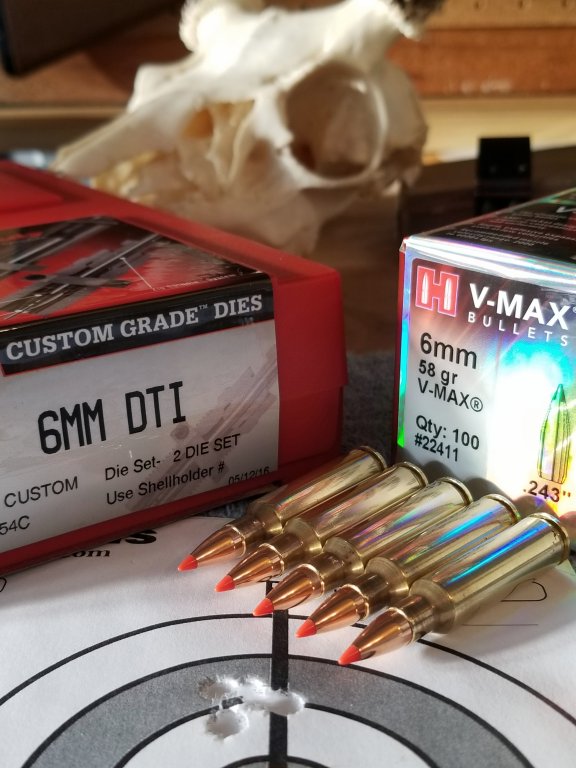 CUSTOM GRADE™ DIES
6MM DTI
Die Set- 2 DIE SET
CUSTOM
Use Shellholder #
54C
05/12/16
H V-MAX®
BULLETS
6mm
58 gr
V-MAX®
Qty: 100
#22411
.243"
.com